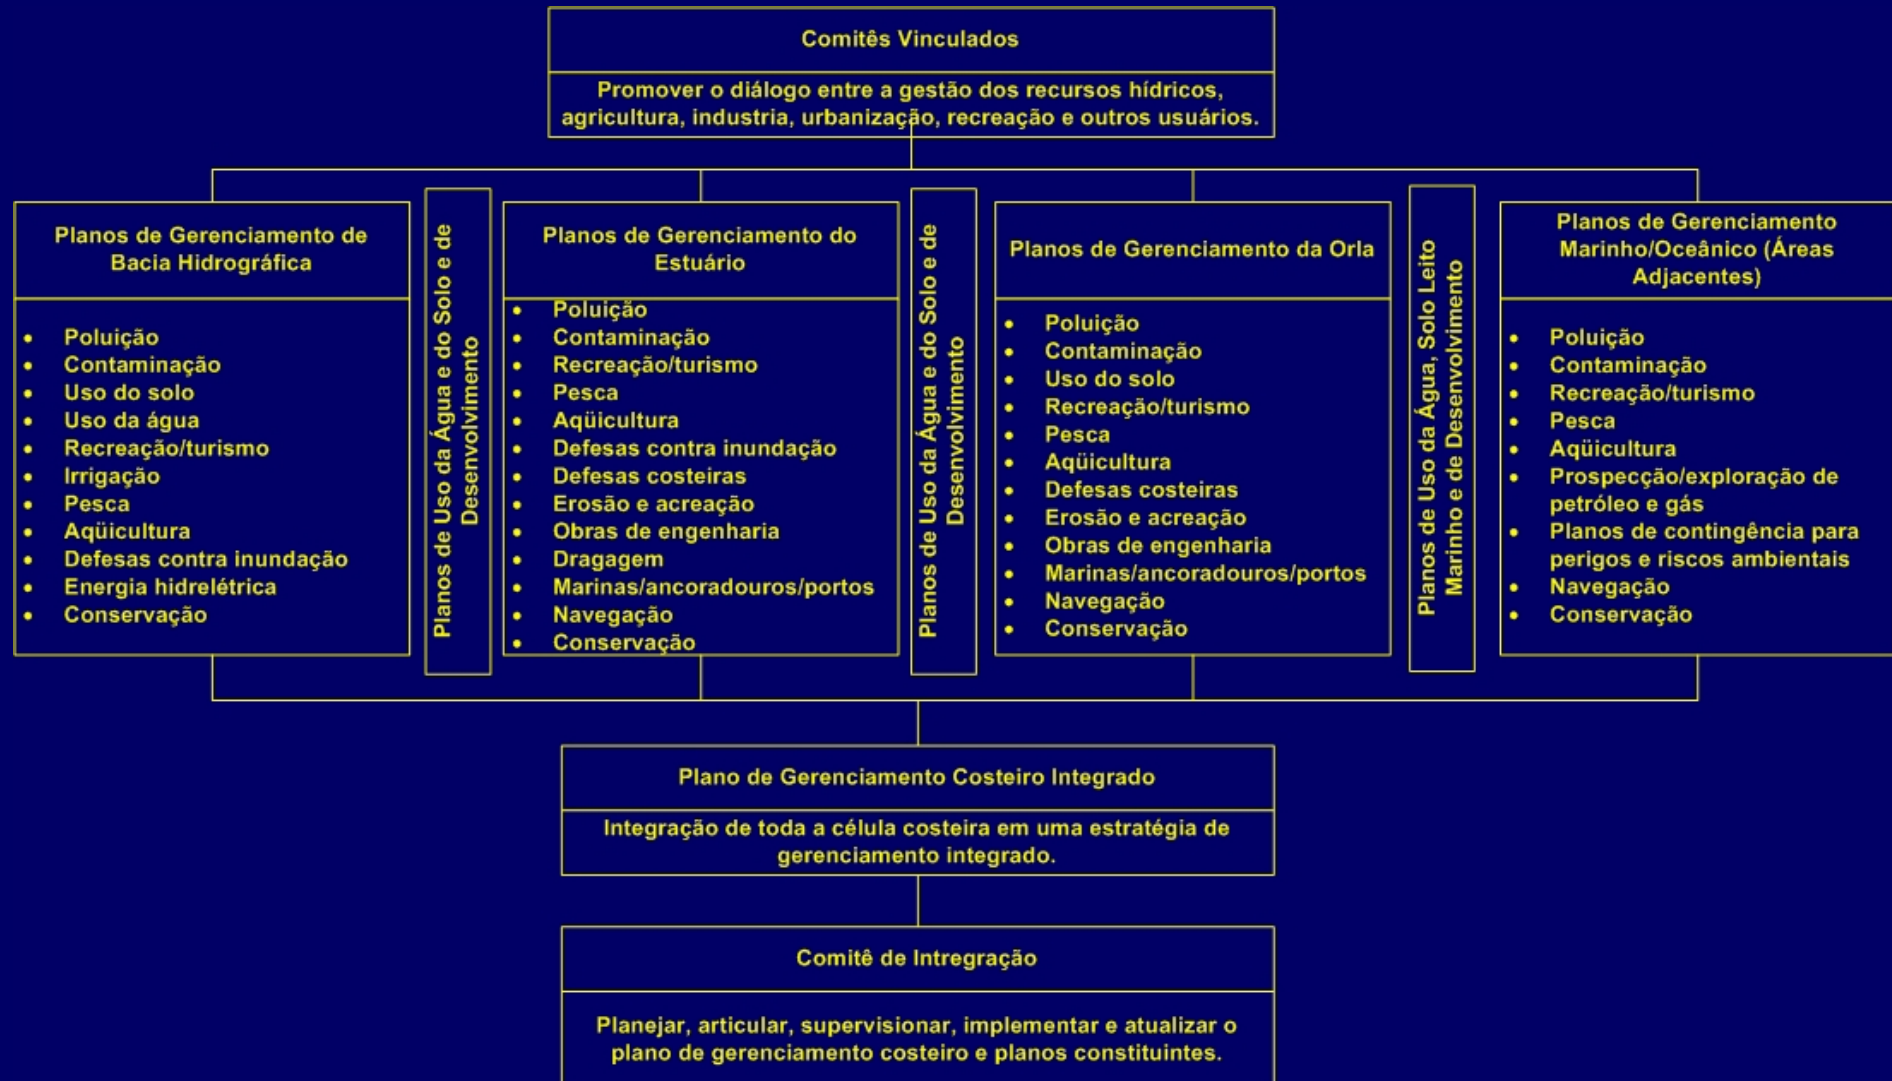 Comitês Vinculados
Promover o diálogo entre a gestão dos recursos hídricos,
agricultura, industria, urbanização, recreação e outros usuários.
Planos de Gerenciamento de
Bacia Hidrográfica
• Poluição
• Contaminação
• Uso do solo
• Uso da água
• Recreação/turismo
• Irrigação
• Pesca
• Aqüicultura
• Defesas contra inundação
• Energia hidrelétrica
• Conservação
Planos de Uso da Água e do Solo e de
Desenvolvimento
Planos de Gerenciamento do
Estuário
• Poluição
• Contaminação
• Recreação/turismo
• Pesca
• Aqüicultura
• Defesas contra inundação
• Defesas costeiras
• Erosão e acreação
• Obras de engenharia
• Dragagem
• Marinas/ancoradouros/portos
• Navegação
• Conservação
Planos de Uso da Água e do Solo e de
Desenvolvimento
Planos de Gerenciamento da Orla
• Poluição
• Contaminação
• Uso do solo
• Recreação/turismo
• Pesca
• Aqüicultura
• Defesas costeiras
• Erosão e acreação
• Obras de engenharia
• Marinas/ancoradouros/portos
• Navegação
• Conservação
Planos de Uso da Água, Solo Leito
Marinho e de Desenvolvimento
Planos de Gerenciamento
Marinho/Oceânico (Áreas
Adjacentes)
• Poluição
• Contaminação
• Recreação/turismo
• Pesca
• Aqüicultura
• Prospecção/exploração de
petróleo e gás
• Planos de contingência para
perigos e riscos ambientais
• Navegação
• Conservação
Plano de Gerenciamento Costeiro Integrado
Integração de toda a célula costeira em uma estratégia de
gerenciamento integrado.
Comitê de Intregração
Planejar, articular, supervisionar, implementar e atualizar o
plano de gerenciamento costeiro e planos constituintes.